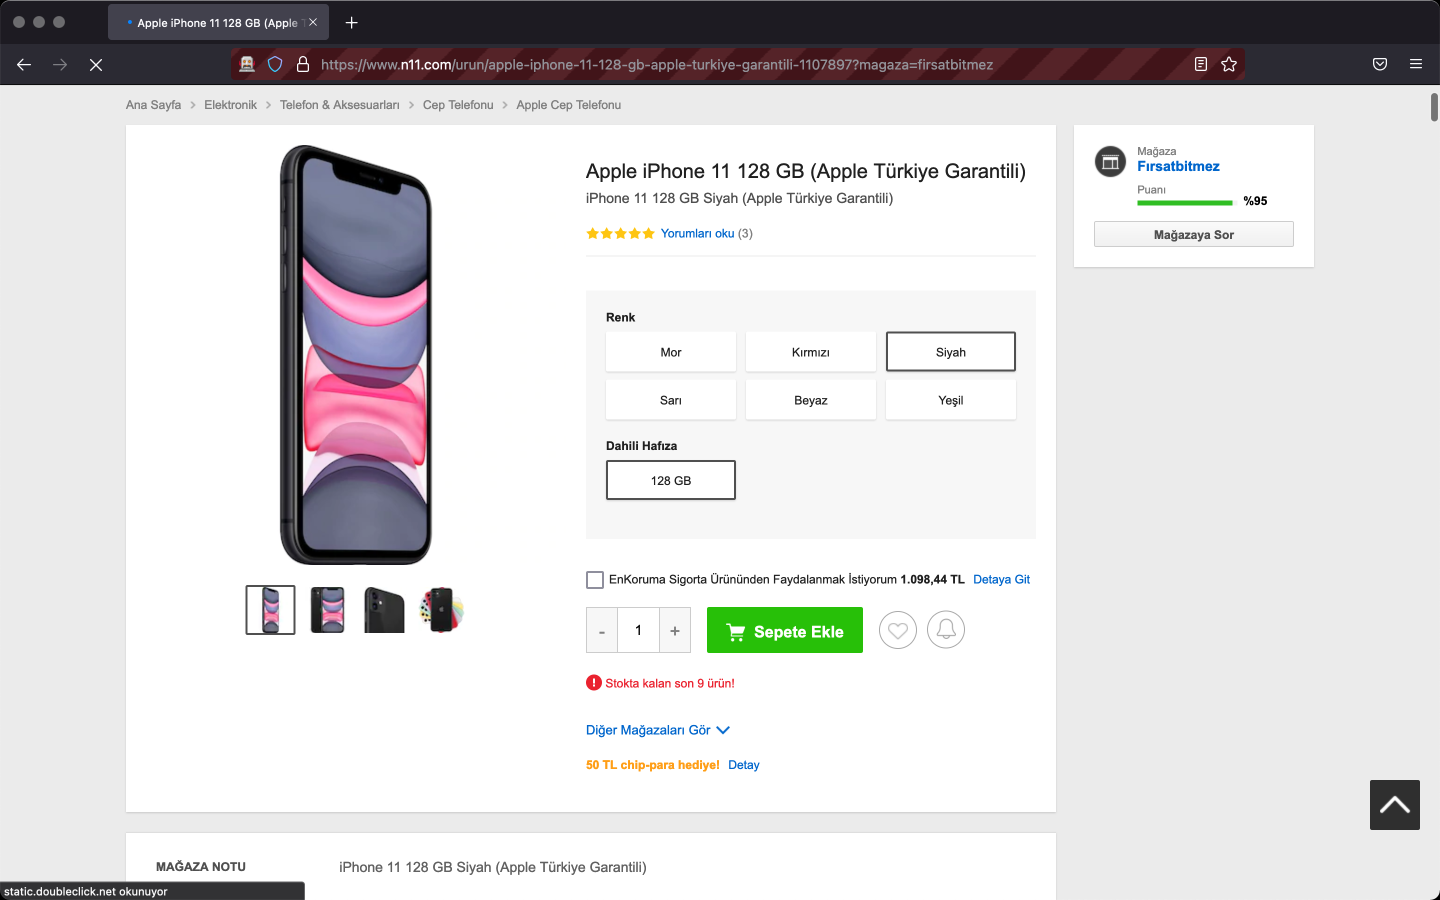 Apple iPhone 11 128 GB (Apple T
https://www.n11.com/urun/apple-iphone-11-128-gb-apple-turkiye-garantili-1107897?magaza=firsatbitmez
Ana Sayfa > Elektronik > Telefon & Aksesuarları > Cep Telefonu > Apple Cep Telefonu
Apple iPhone 11 128 GB (Apple Türkiye Garantili)
iPhone 11 128 GB Siyah (Apple Türkiye Garantili)
Yorumları oku (3)
Mağaza
Fırsatbitmez
Puanı
%95
Mağazaya Sor
Renk
Mor Kırmızı Siyah
Sarı Beyaz Yeşil
Dahili Hafıza
128 GB
EnKoruma Sigorta Ürününden Faydalanmak İstiyorum 1.098,44 TL Detaya Git
- 1 + Sepete Ekle
Stokta kalan son 9 ürün!
Diğer Mağazaları Gör
50 TL chip-para hediye! Detay
MAĞAZA NOTU iPhone 11 128 GB Siyah (Apple Türkiye Garantili)
static.doubleclick.net okunuyor